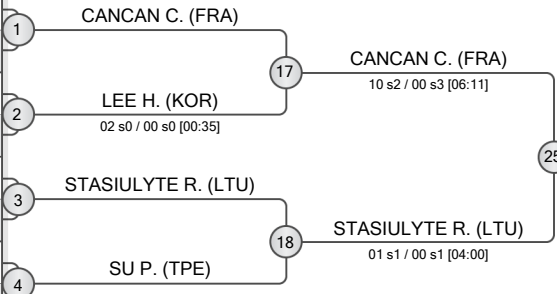 CANCAN C. (FRA)
1
17
CANCAN C. (FRA)
10 s2 / 00 s3 [06:11]
LEE H. (KOR)
2
02 s0 / 00 s0 [00:35]
25
STASIULYTE R. (LTU)
3
18
STASIULYTE R. (LTU)
01 s1 / 00 s1 [04:00]
SU P. (TPE)
4